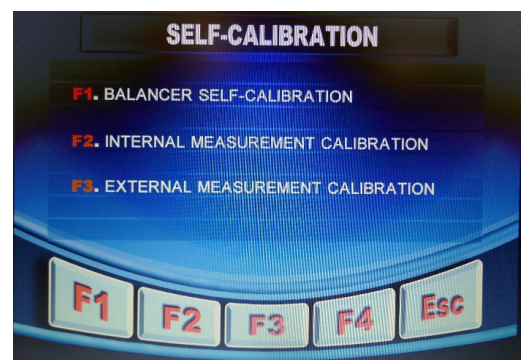 SELF-CALIBRATION
F1. BALANCER SELF-CALIBRATION
F2. INTERNAL MEASUREMENT CALIBRATION
F3. EXTERNAL MEASUREMENT CALIBRATION
F1 F2 F3 F4 Esc